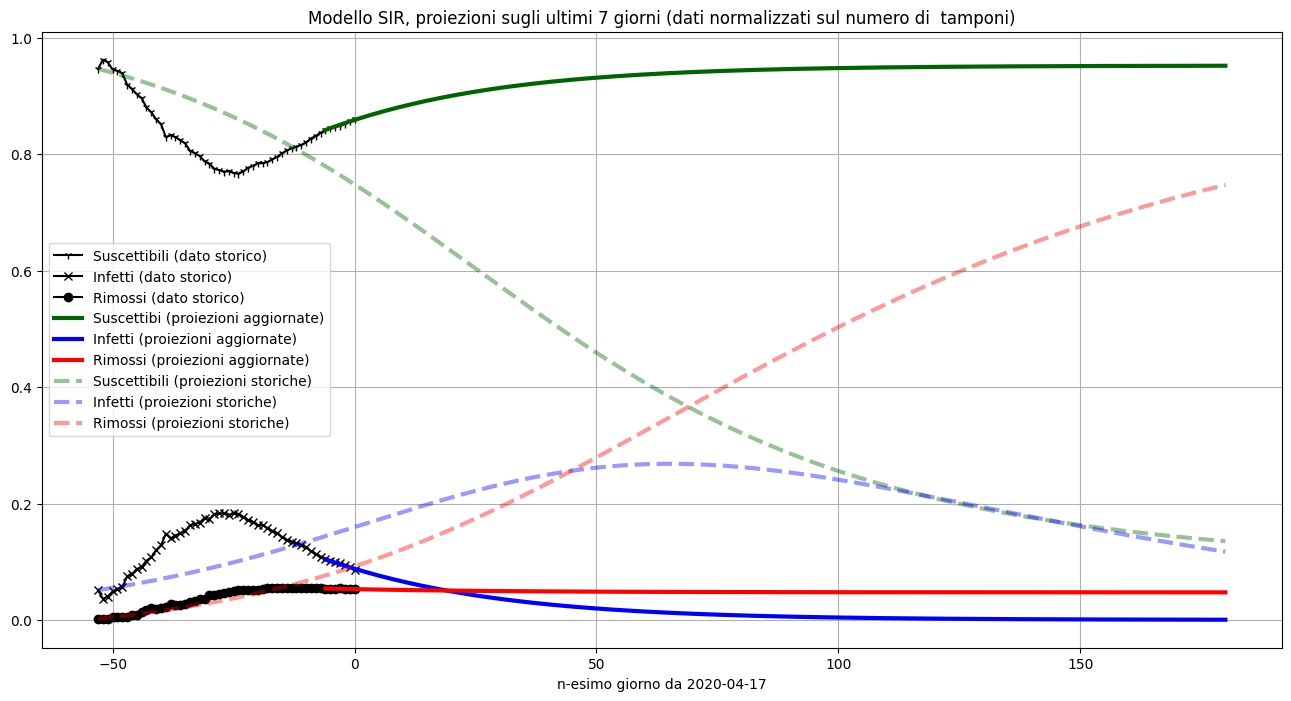 Modello SIR, proiezioni sugli ultimi 7 giorni (dati normalizzati sul numero di  tamponi)
1.0
0.8
0.6
0.4
0.2
0.0
Suscettibili (dato storico)
Infetti (dato storico)
Rimossi (dato storico)
Suscettibi (proiezioni aggiornate)
Infetti (proiezioni aggiornate)
Rimossi (proiezioni aggiornate)
Suscettibili (proiezioni storiche)
Infetti (proiezioni storiche)
Rimossi (proiezioni storiche)
−50 0 50 100 150
n-esimo giorno da 2020-04-17